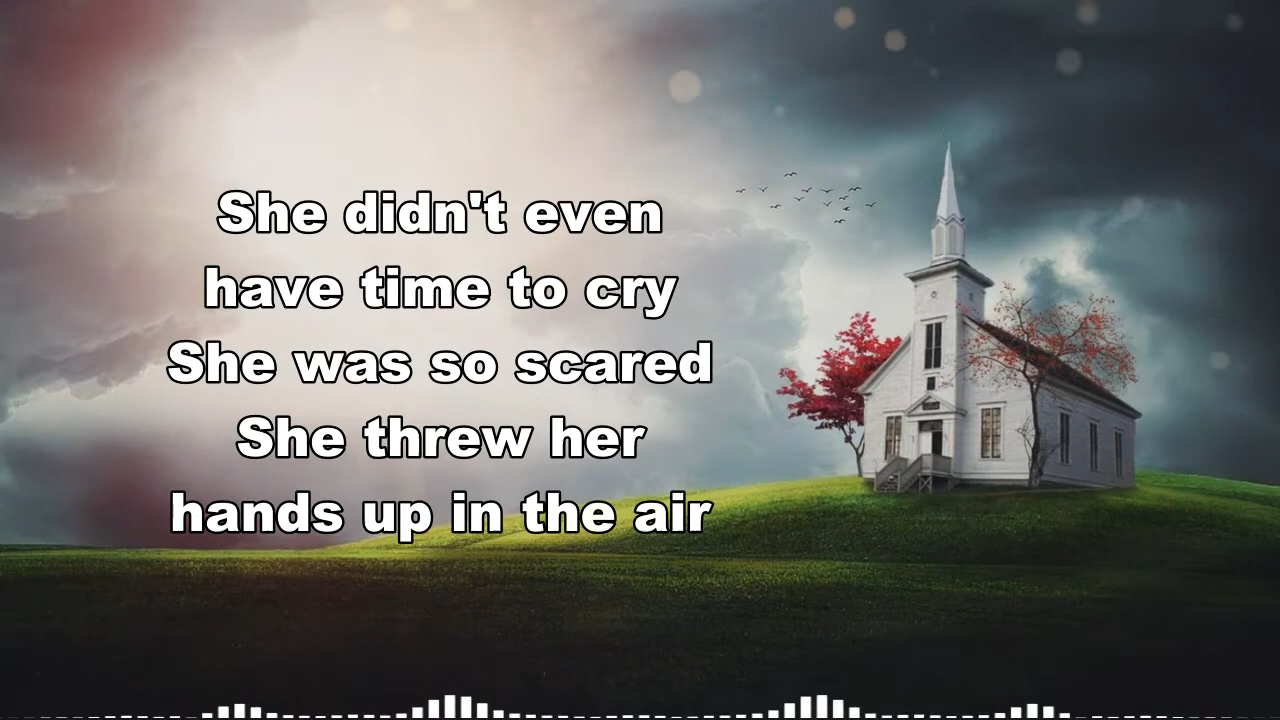 She didn't even
have time to cry
She was so scared
She threw her
hands up in the air